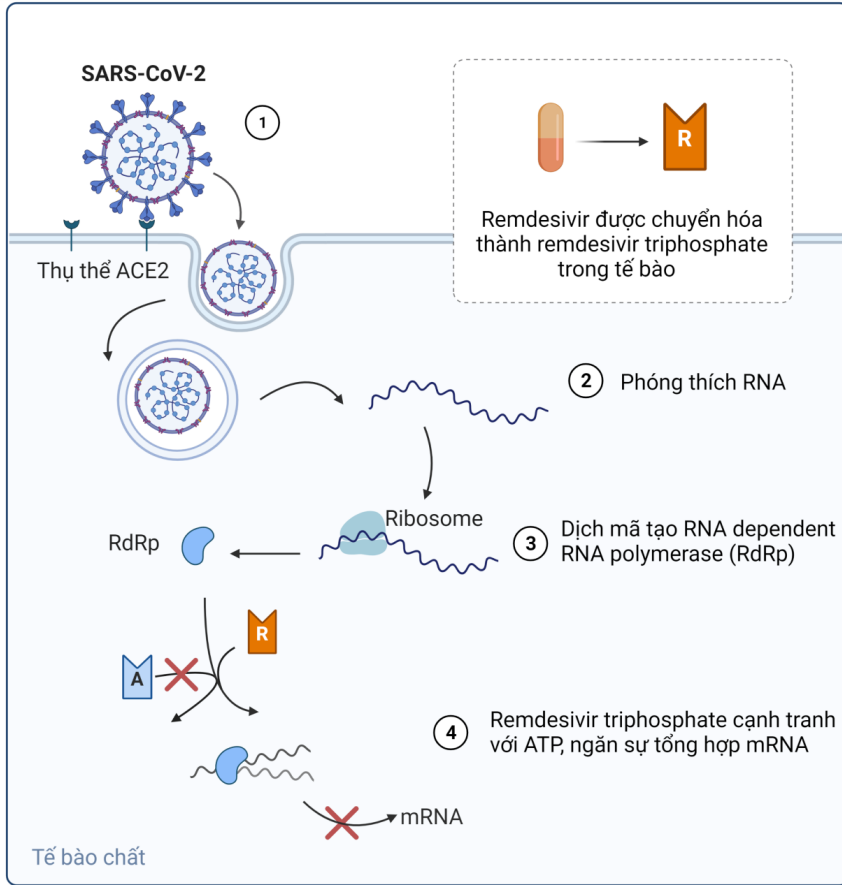 SARS-CoV-2
1
R
Remdesivir được chuyển hóa
thành remdesivir triphosphate
trong tế bào
Thụ thể ACE2
2
Phóng thích RNA
Ribosome
RdRp
3
Dịch mã tạo RNA dependent
RNA polymerase (RdRp)
R
A
4
Remdesivir triphosphate cạnh tranh
với ATP, ngăn sự tổng hợp mRNA
mRNA
Tế bào chất